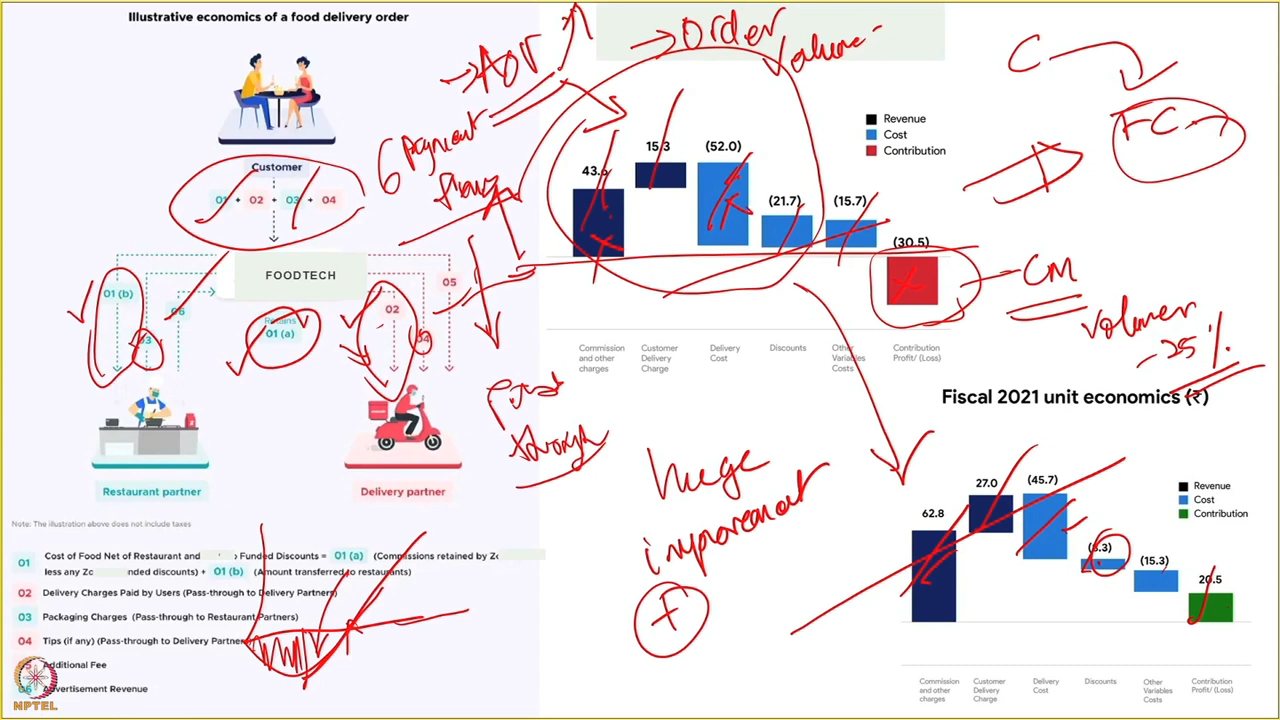 Illustrative economics of a food delivery order
Customer
01 + 02 + 03 + 04
FOODTECH
01 (b)
03
06
Retains
01 (a)
02
04
05
Restaurant partner
Delivery partner
Note: The illustration above does not include taxes
01 Cost of Food Net of Restaurant and Funded Discounts = 01 (a) (Commissions retained by Zo
less any Zo nded discounts) + 01 (b) (Amount transferred to restaurants)
02 Delivery Charges Paid by Users (Pass-through to Delivery Partners)
03 Packaging Charges (Pass-through to Restaurant Partners)
04 Tips (if any) (Pass-through to Delivery Partners)
05 Additional Fee
06 Advertisement Revenue
NPTEL
→ AOV
→ Order
Volume
6 payment
flows
C
FC
CM
Volumes
-25%
Huge
improvement
+
through
Revenue
Cost
Contribution
15.3
(52.0)
(21.7)
(15.7)
(30.5)
Commission and other charges
Customer Delivery Charge
Delivery Cost
Discounts
Other Variables Costs
Contribution Profit/ (Loss)
Fiscal 2021 unit economics (₹)
Revenue
Cost
Contribution
62.8
27.0
(45.7)
(15.3)
20.5
Commission and other charges
Customer Delivery Charge
Delivery Cost
Discounts
Other Variables Costs
Contribution Profit/ (Loss)